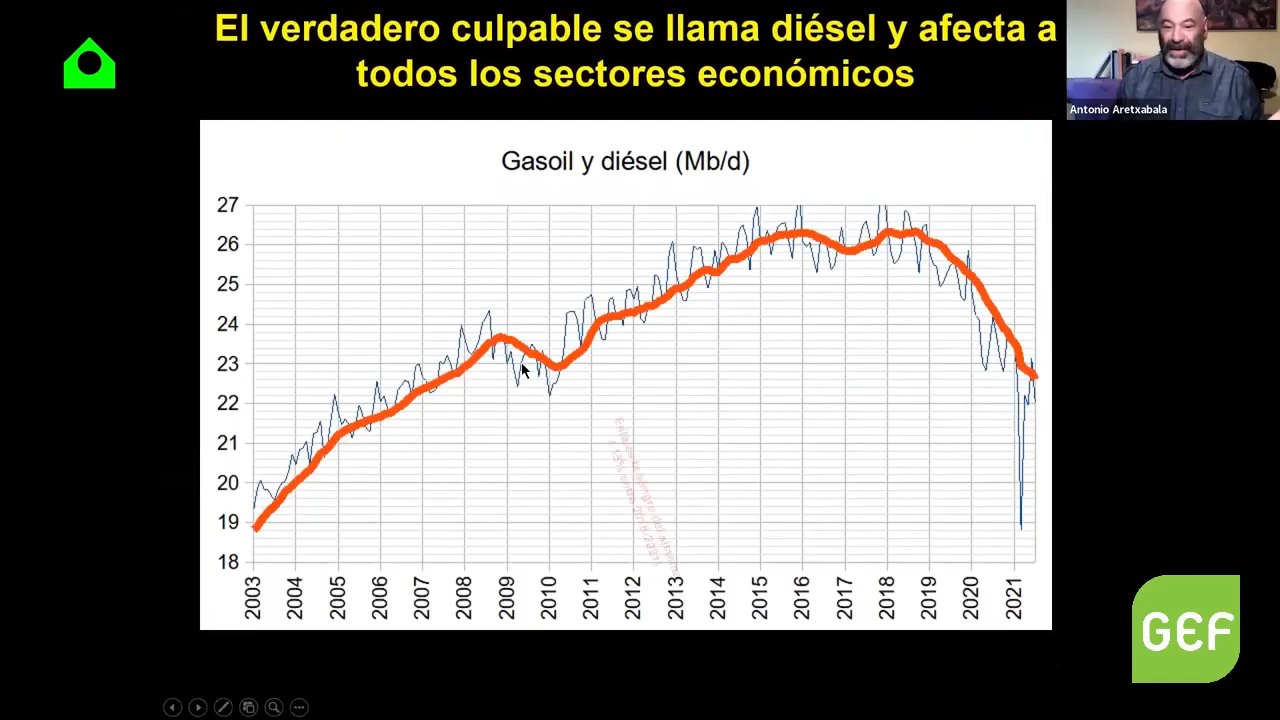 El verdadero culpable se llama diésel y afecta a
todos los sectores económicos
Antonio Aretxabala
Gasoil y diésel (Mb/d)
27
26
25
24
23
22
21
20
19
18
2003 2004 2005 2006 2007 2008 2009 2010 2011 2012 2013 2014 2015 2016 2017 2018 2019 2020 2021
GEF